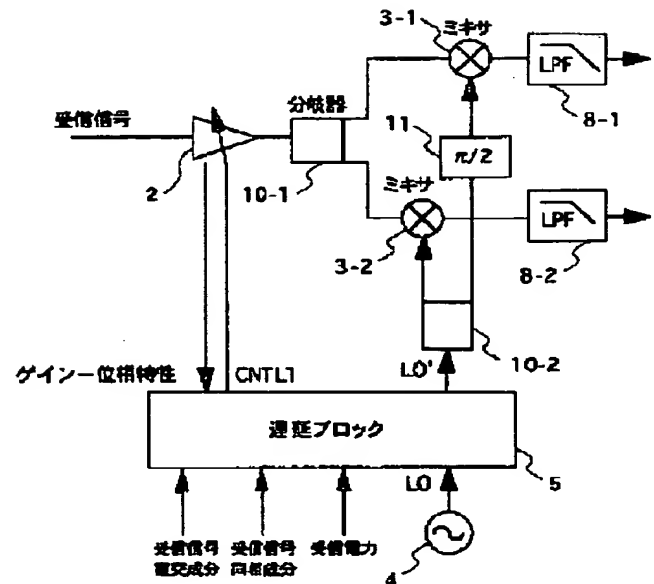 3-1
ミキサ
LPF
8-1
分岐器
受信信号
11
π/2
2
10-1
ミキサ
LPF
3-2
8-2
10-2
ゲイン-位相特性
CNTL1
LO'
遅延ブロック
5
LO
受信信号
直交成分
受信信号
同相成分
受信電力
4